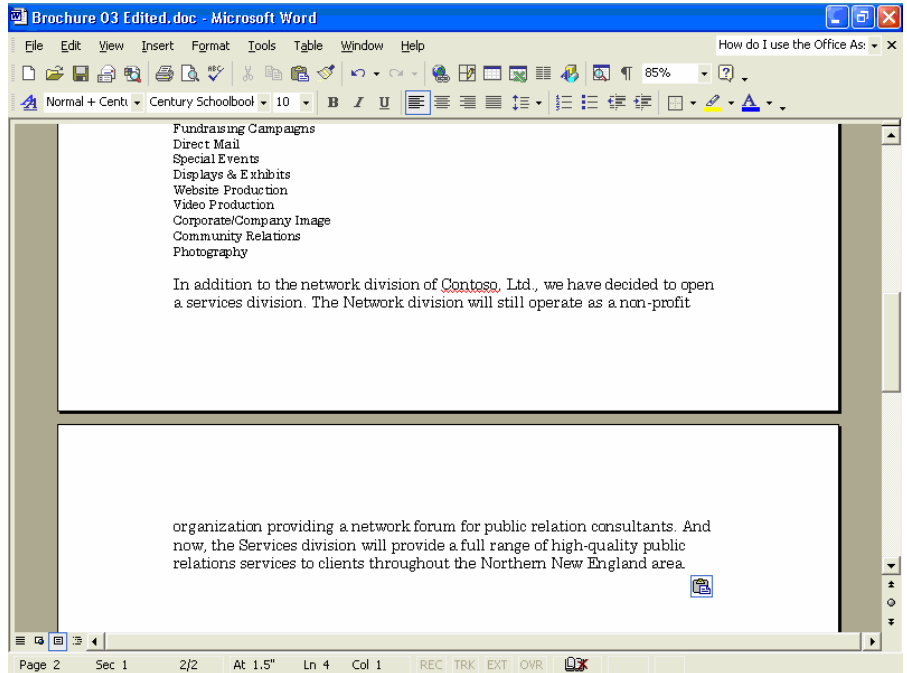 Brochure 03 Edited.doc - Microsoft Word
File Edit View Insert Format Tools Table Window Help How do I use the Office As:
ABC 85%
Normal + Centi Century Schoolbool 10 B I U A
Fundraising Campaigns
Direct Mail
Special Events
Displays & Exhibits
Website Production
Video Production
Corporate/Company Image
Community Relations
Photography
In addition to the network division of Contoso, Ltd., we have decided to open
a services division. The Network division will still operate as a non-profit
organization providing a network forum for public relation consultants. And
now, the Services division will provide a full range of high-quality public
relations services to clients throughout the Northern New England area.
Page 2 Sec 1 2/2 At 1.5" Ln 4 Col 1 REC TRK EXT OVR